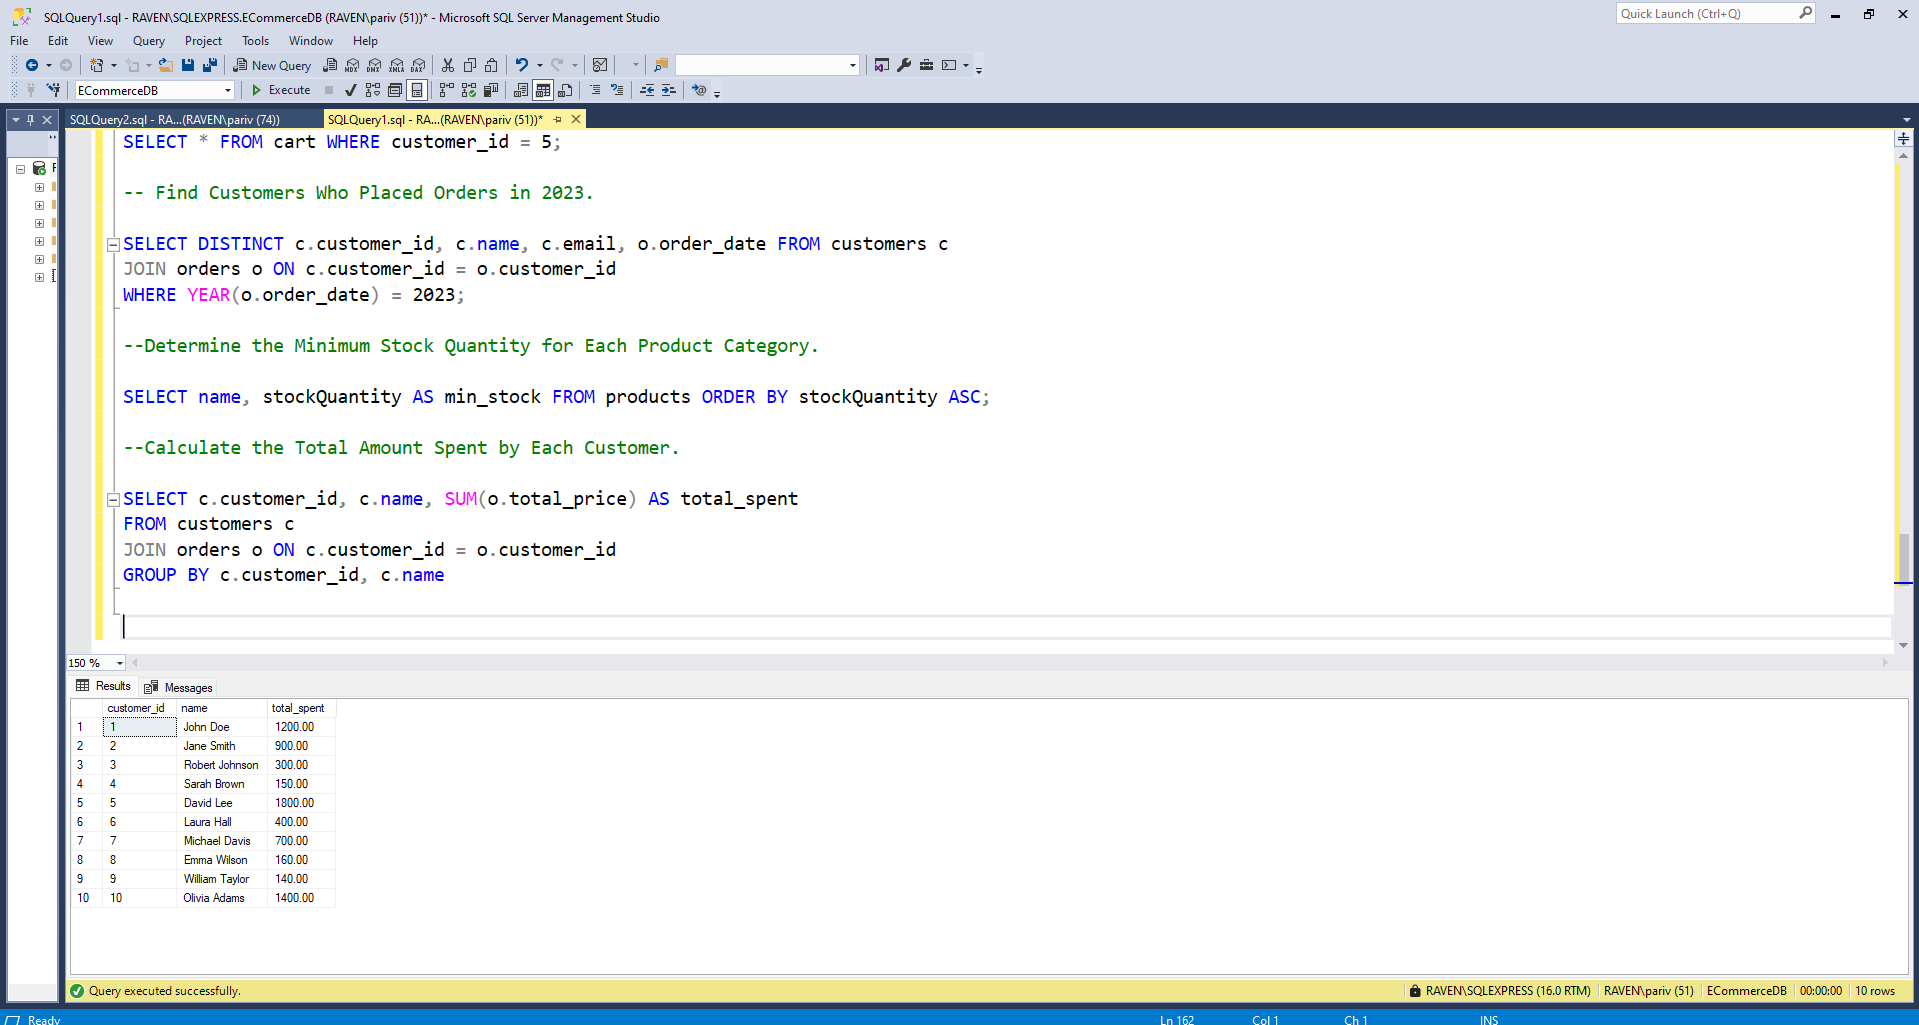 SQLQuery1.sql - RAVEN\SQLEXPRESS.ECommerceDB (RAVEN\pariv (51))* - Microsoft SQL Server Management Studio
Quick Launch (Ctrl+Q)
File Edit View Query Project Tools Window Help
New Query MDX DMX XMLA DAX
ECommerceDB Execute
SQLQuery2.sql - RA...(RAVEN\pariv (74)) SQLQuery1.sql - RA...(RAVEN\pariv (51))*
SELECT * FROM cart WHERE customer_id = 5;
-- Find Customers Who Placed Orders in 2023.
SELECT DISTINCT c.customer_id, c.name, c.email, o.order_date FROM customers c
JOIN orders o ON c.customer_id = o.customer_id
WHERE YEAR(o.order_date) = 2023;
--Determine the Minimum Stock Quantity for Each Product Category.
SELECT name, stockQuantity AS min_stock FROM products ORDER BY stockQuantity ASC;
--Calculate the Total Amount Spent by Each Customer.
SELECT c.customer_id, c.name, SUM(o.total_price) AS total_spent
FROM customers c
JOIN orders o ON c.customer_id = o.customer_id
GROUP BY c.customer_id, c.name
150 %
Results Messages
customer_id name total_spent
1 1 John Doe 1200.00
2 2 Jane Smith 900.00
3 3 Robert Johnson 300.00
4 4 Sarah Brown 150.00
5 5 David Lee 1800.00
6 6 Laura Hall 400.00
7 7 Michael Davis 700.00
8 8 Emma Wilson 160.00
9 9 William Taylor 140.00
10 10 Olivia Adams 1400.00
Query executed successfully. RAVEN\SQLEXPRESS (16.0 RTM) RAVEN\pariv (51) ECommerceDB 00:00:00 10 rows
Ready Ln 162 Col 1 Ch 1 INS